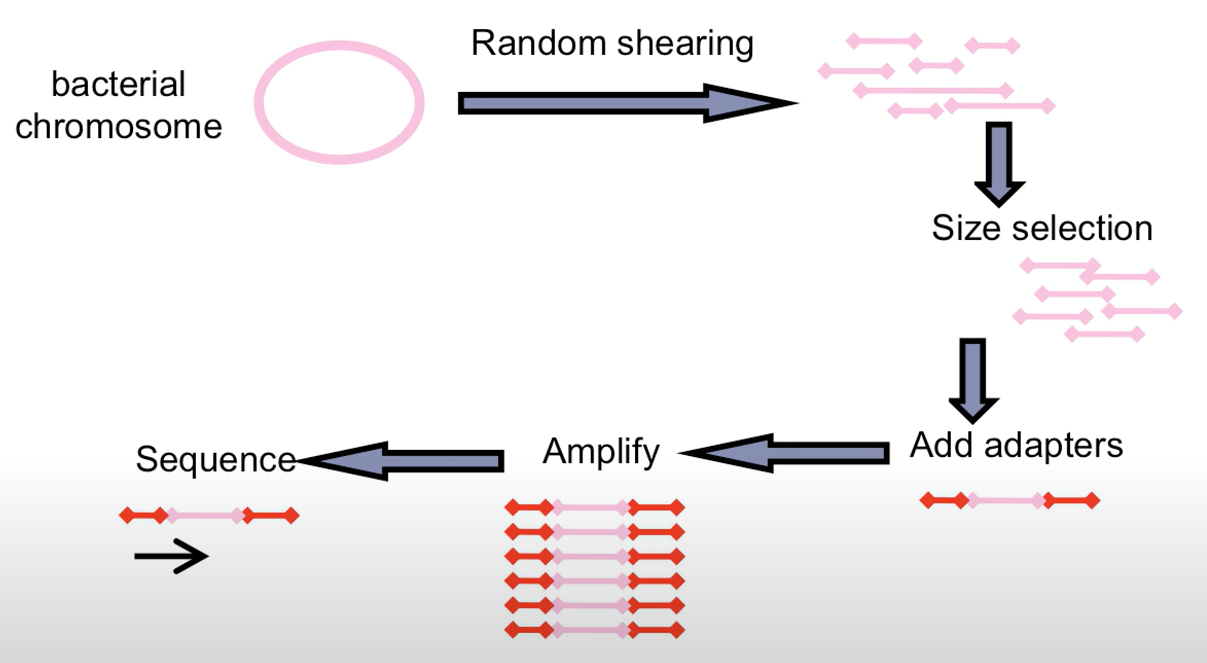 bacterial
chromosome
Random shearing
Size selection
Add adapters
Amplify
Sequence